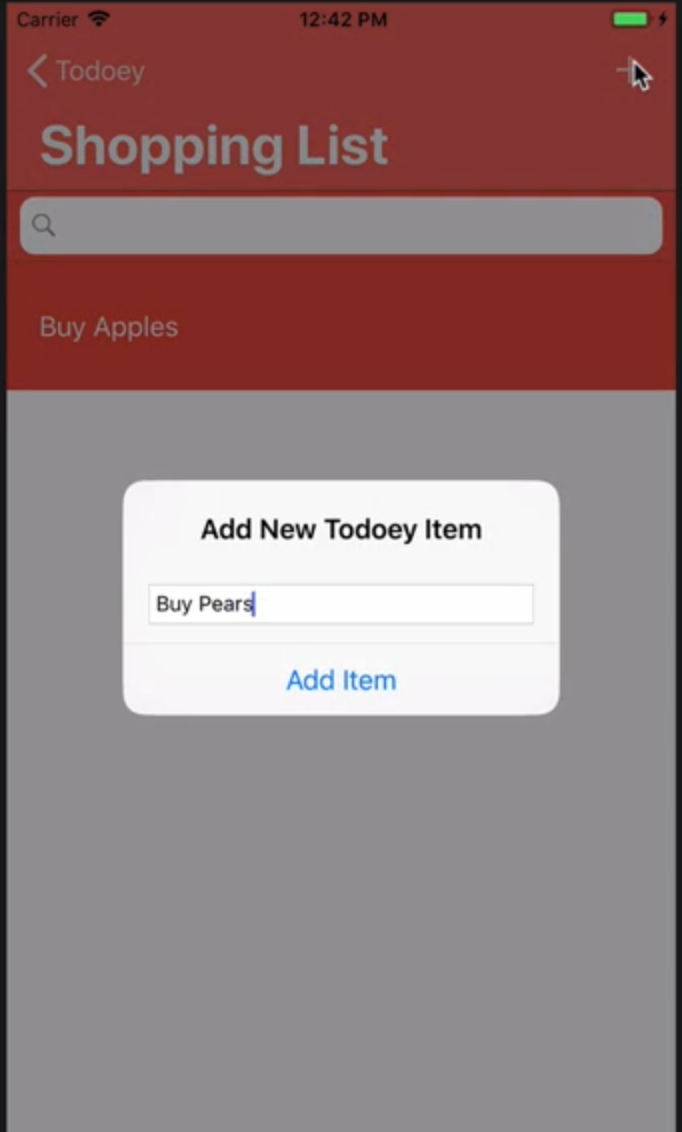 Carrier 12:42 PM
Todoey
Shopping List
Buy Apples
Add New Todoey Item
Buy Pears
Add Item